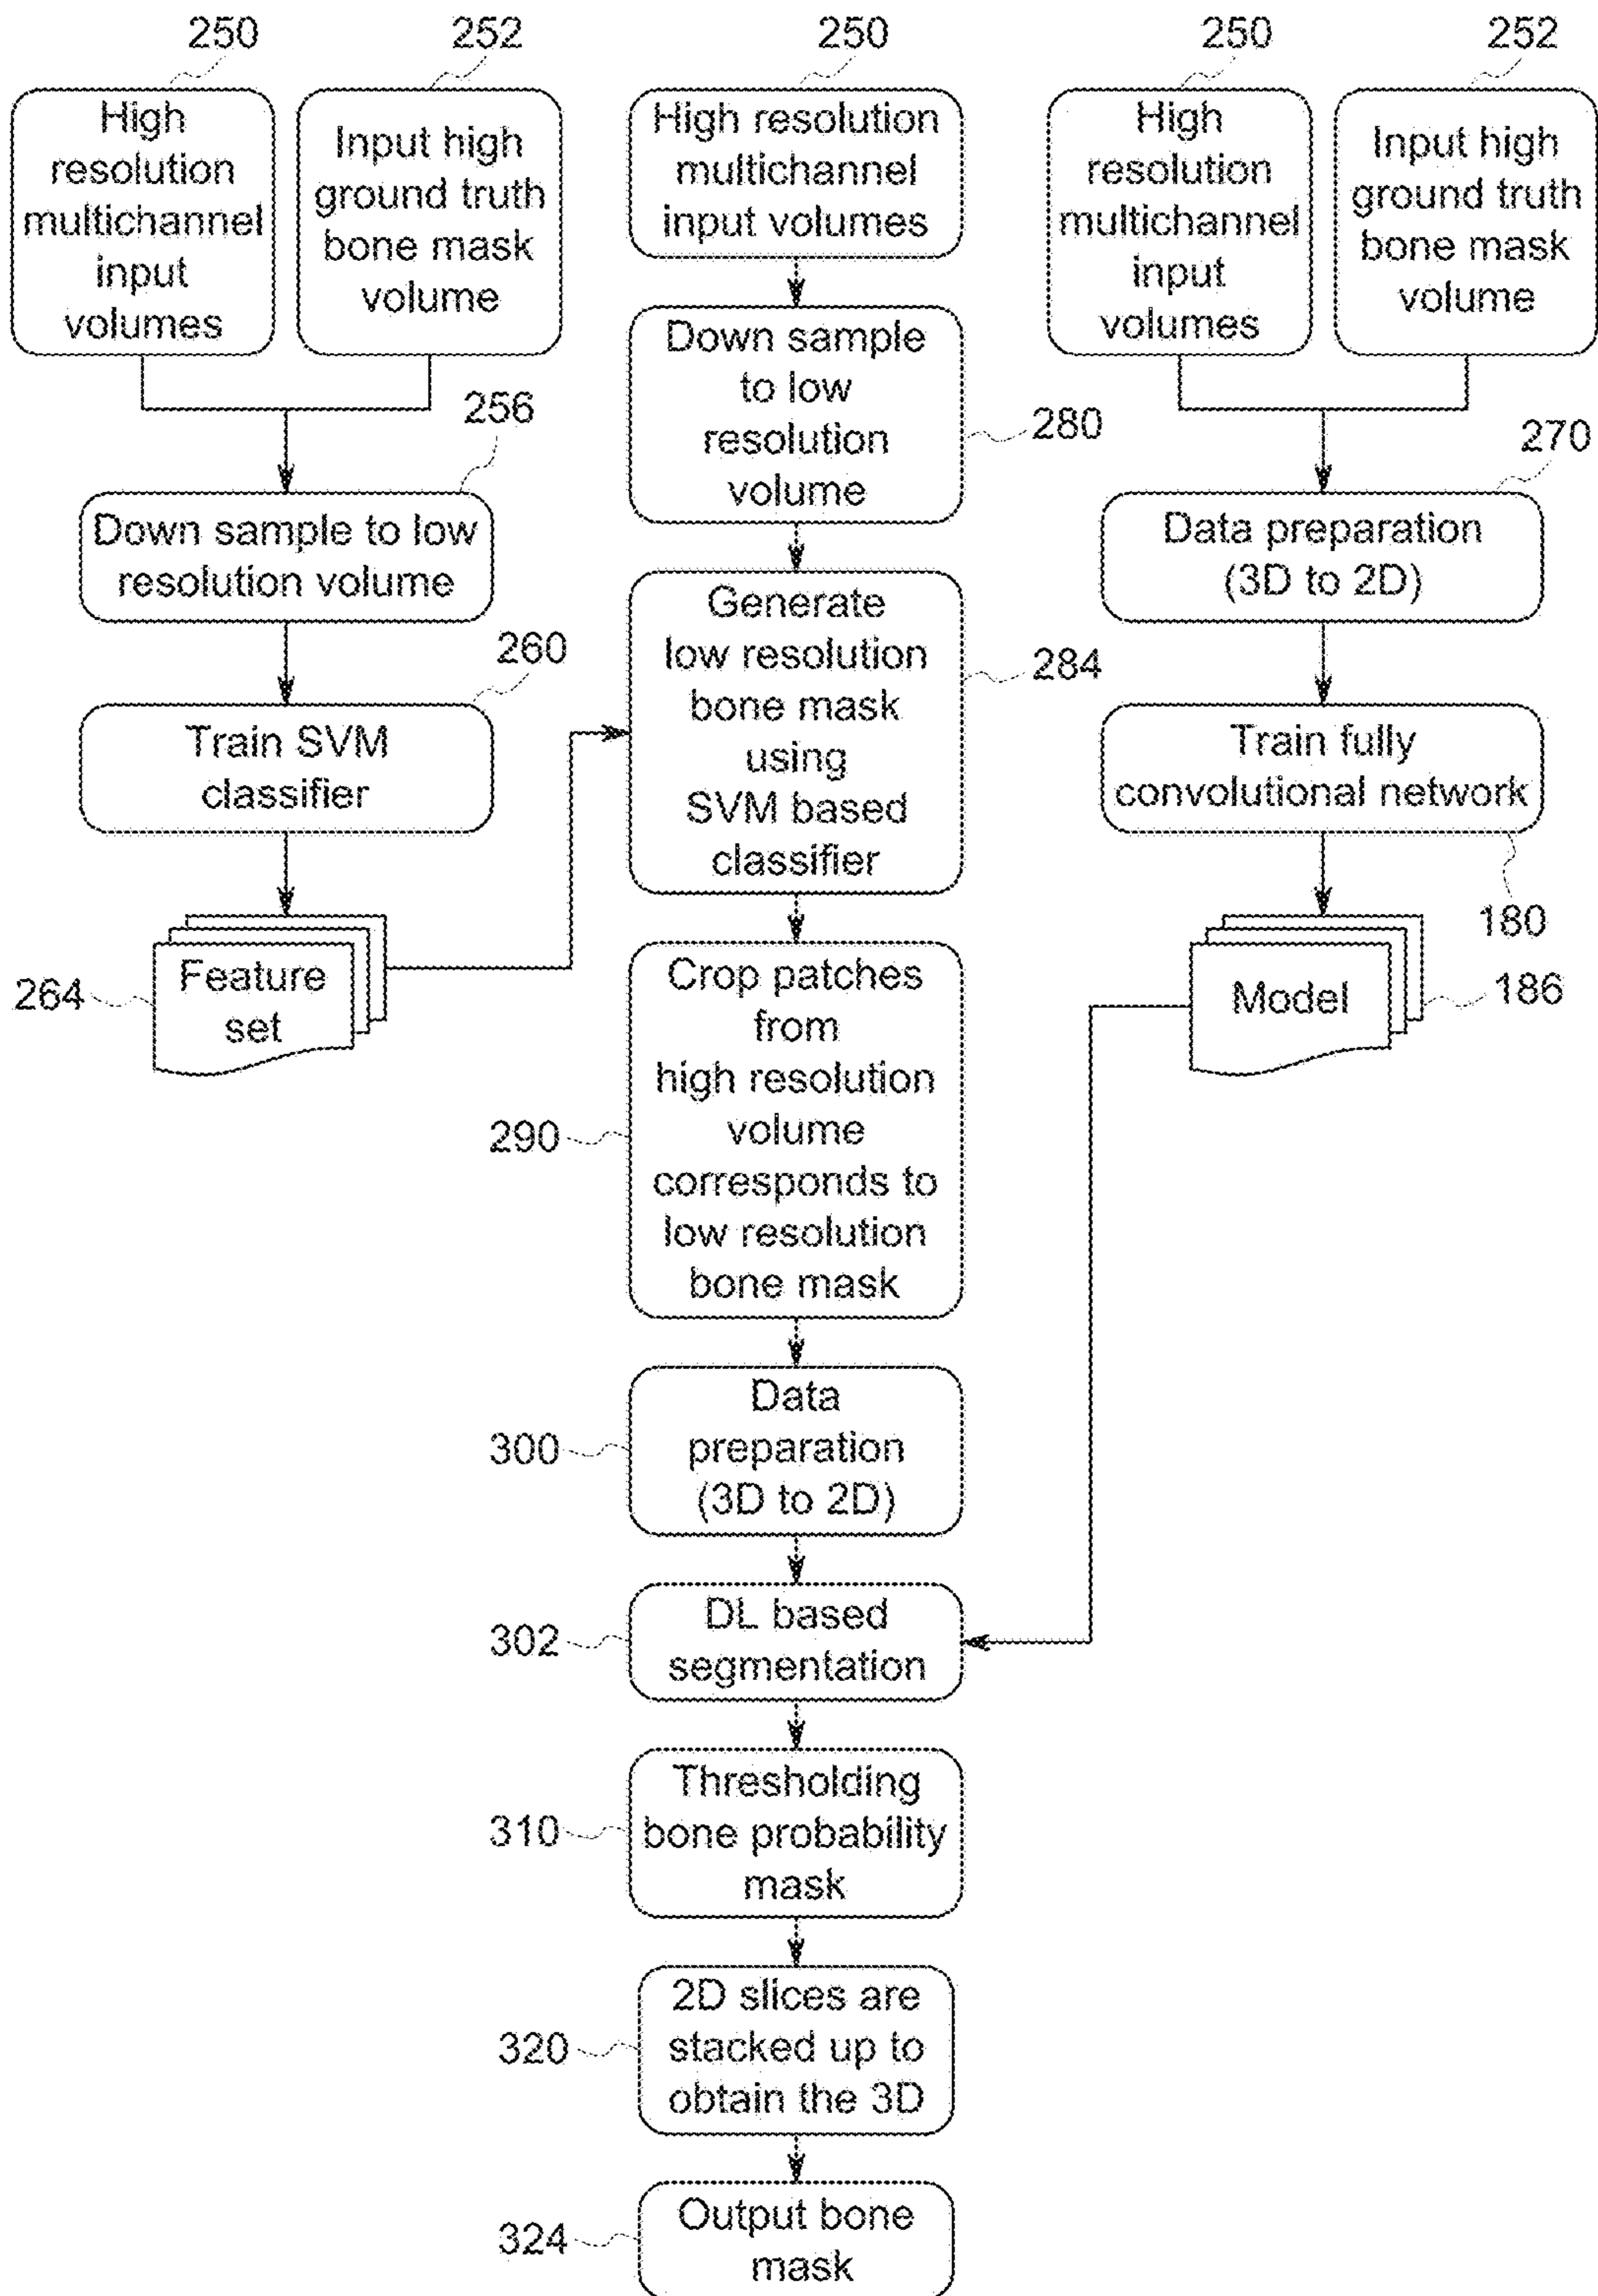 250
252
250
250
252
High
resolution
multichannel
input
volumes
Input high
ground truth
bone mask
volume
High resolution
multichannel
input volumes
High
resolution
multichannel
input
volumes
Input high
ground truth
bone mask
volume
256
Down sample to low
resolution volume
260
Train SVM
classifier
264
Feature
set
Down sample
to low
resolution
volume
280
Generate
low resolution
bone mask
using
SVM based
classifier
284
270
Data preparation
(3D to 2D)
Train fully
convolutional network
180
Model
186
290
Crop patches
from
high resolution
volume
corresponds to
low resolution
bone mask
300
Data
preparation
(3D to 2D)
302
DL based
segmentation
310
Thresholding
bone probability
mask
320
2D slices are
stacked up to
obtain the 3D
324
Output bone
mask